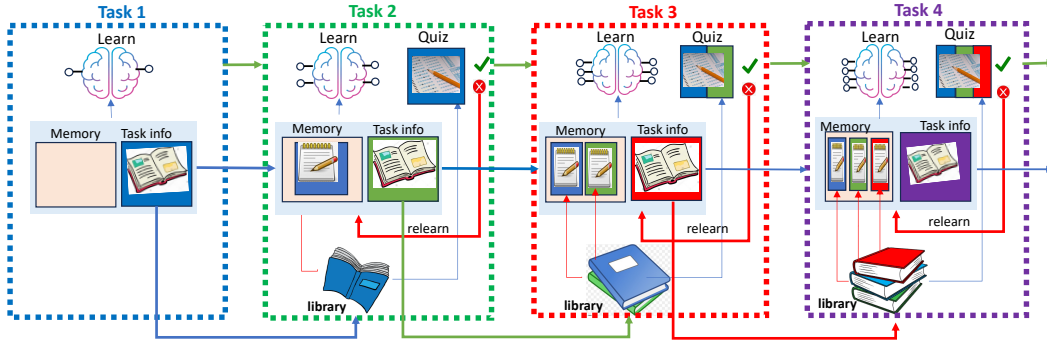 Task 1
Learn
Memory
Task info
Task 2
Learn
Quiz
Memory
Task info
relearn
library
Task 3
Learn
Quiz
Memory
Task info
relearn
library
Task 4
Learn
Quiz
Memory
Task info
relearn
library